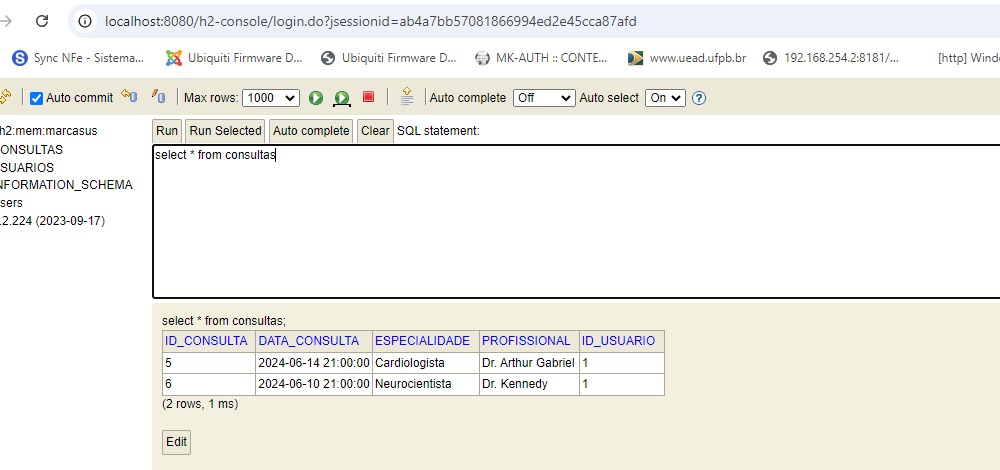 localhost:8080/h2-console/login.do?jsessionid=ab4a7bb57081866994ed2e45cca87afd
Sync NFe - Sistema... Ubiquiti Firmware D... Ubiquiti Firmware D... MK-AUTH :: CONTE... www.uead.ufpb.br 192.168.254.2:8181/... [http] Windo
Auto commit Max rows: 1000 Auto complete Off Auto select On ?
h2:mem:marcasus
ONSULTAS
SUARIOS
NFORMATION_SCHEMA
sers
.2.224 (2023-09-17)
Run Run Selected Auto complete Clear SQL statement:
select * from consultas
select * from consultas;
ID_CONSULTA DATA_CONSULTA ESPECIALIDADE PROFISSIONAL ID_USUARIO
5 2024-06-14 21:00:00 Cardiologista Dr. Arthur Gabriel 1
6 2024-06-10 21:00:00 Neurocientista Dr. Kennedy 1
(2 rows, 1 ms)
Edit